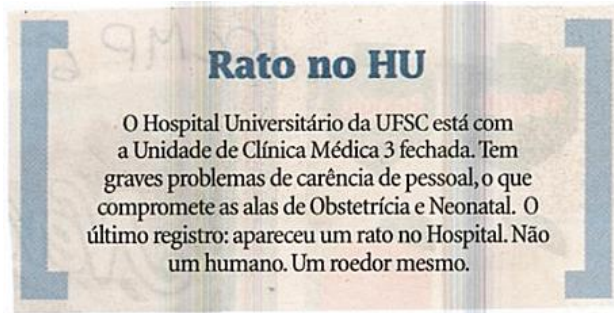 Rato no HU
O Hospital Universitário da UFSC está com
a Unidade de Clínica Médica 3 fechada. Tem
graves problemas de carência de pessoal, o que
compromete as alas de Obstetrícia e Neonatal. O
último registro: apareceu um rato no Hospital. Não
um humano. Um roedor mesmo.